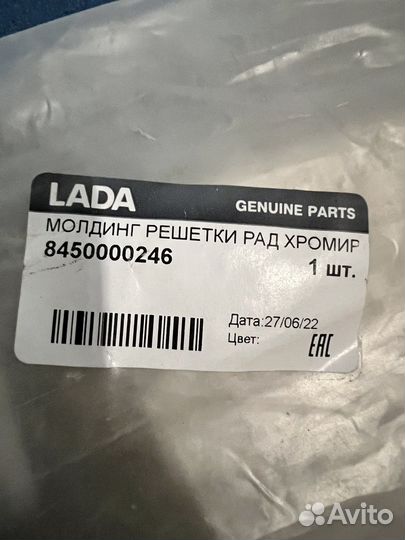 LADA GENUINE PARTS
МОЛДИНГ РЕШЕТКИ РАД ХРОМИР
8450000246 1 шт.
Дата:27/06/22
Цвет: EAC
Avito